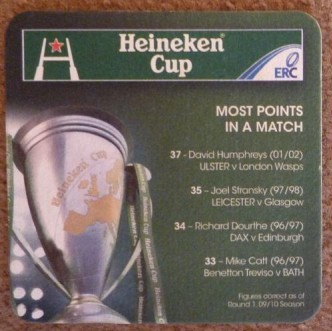 Heineken
Cup
ERC
MOST POINTS
IN A MATCH
37 - David Humphreys (01/02)
ULSTER v London Wasps
35 - Joel Stransky (97/98)
LEICESTER v Glasgow
34 - Richard Dourthe (96/97)
DAX v Edinburgh
33 - Mike Catt (96/97)
Benetton Treviso v BATH
Figures correct as of
Round 1, 09/10 Season
Heineken Cup